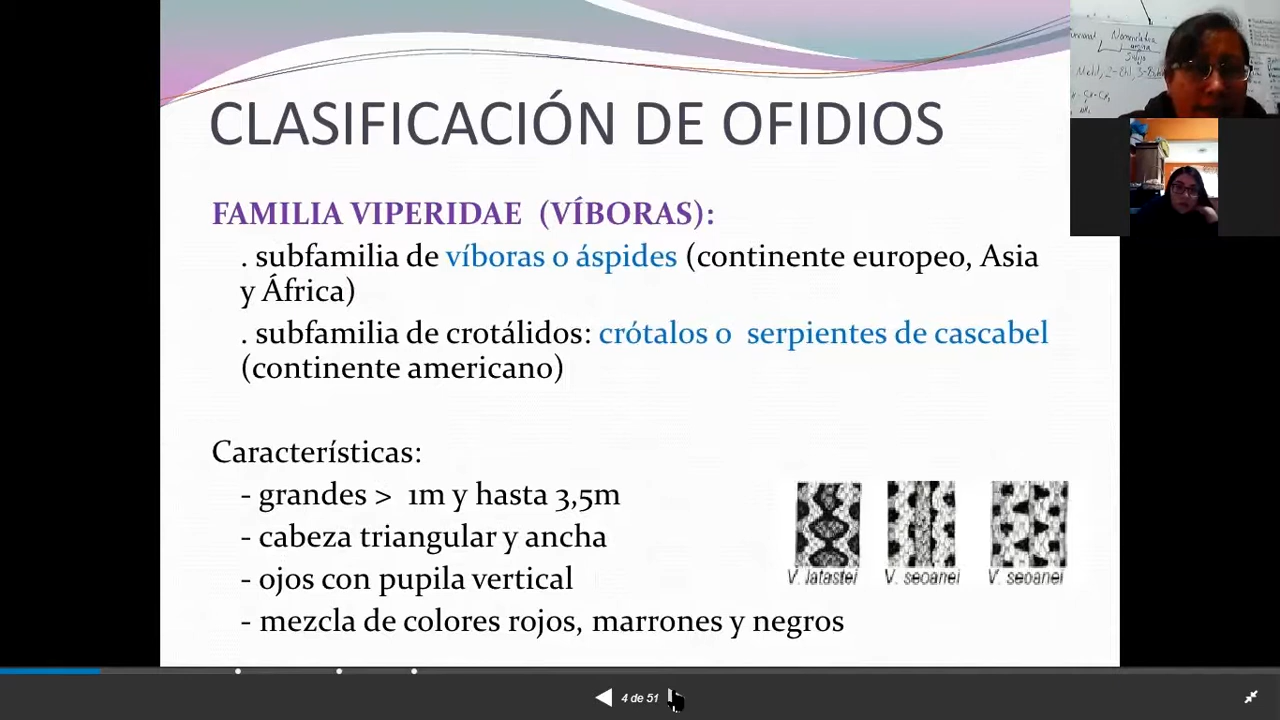 CLASIFICACIÓN DE OFIDIOS
FAMILIA VIPERIDAE (VÍBORAS):
. subfamilia de víboras o áspides (continente europeo, Asia
y África)
. subfamilia de crotálidos: crótalos o serpientes de cascabel
(continente americano)
Características:
- grandes > 1m y hasta 3,5m
- cabeza triangular y ancha
- ojos con pupila vertical
- mezcla de colores rojos, marrones y negros
V. latastei V. seoanei V. seoanei
4 de 51